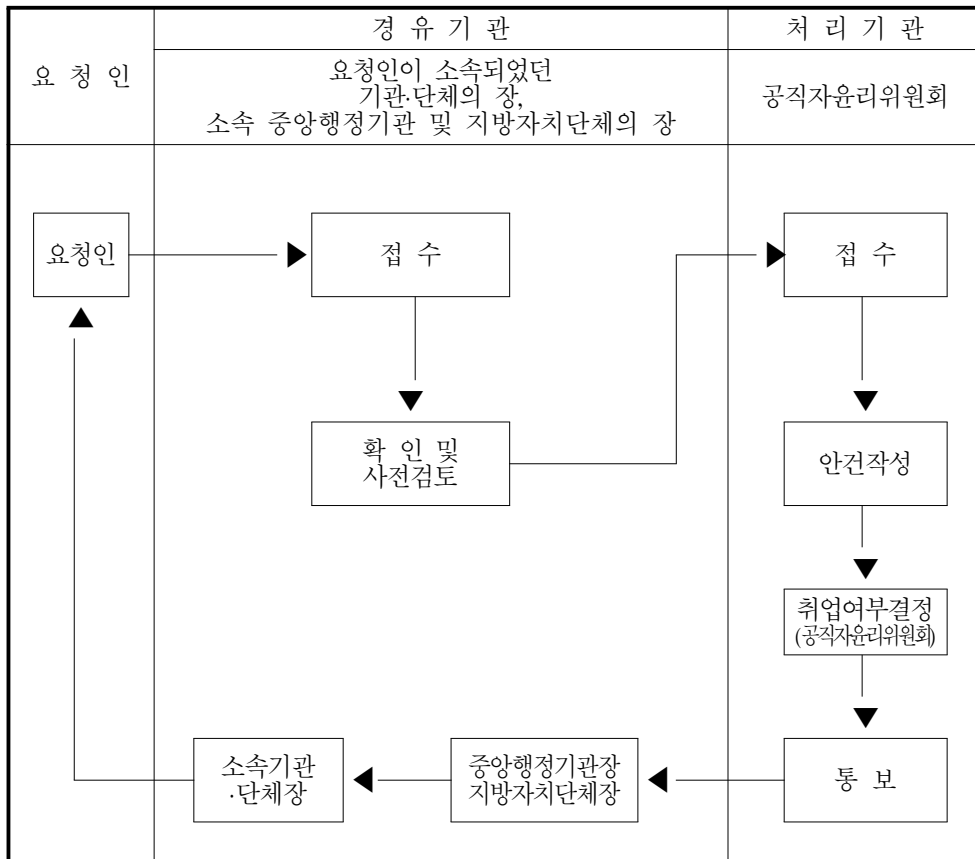 요 청 인
경 유 기 관
요청인이 소속되었던
기관·단체의 장,
소속 중앙행정기관 및 지방자치단체의 장
처 리 기 관
공직자윤리위원회
요청인
접 수
접 수
확 인 및
사전검토
안건작성
취업여부결정
(공직자윤리위원회)
소속기관
·단체장
중앙행정기관장
지방자치단체장
통 보